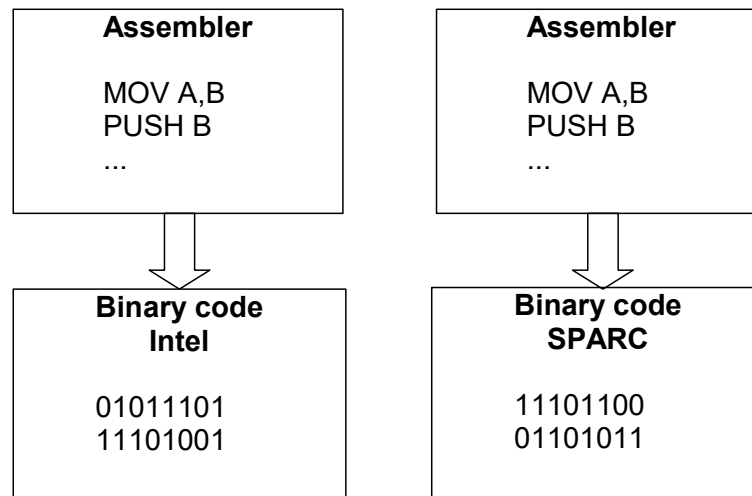 Assembler
MOV A,B
PUSH B
...
Binary code
Intel
01011101
11101001
Assembler
MOV A,B
PUSH B
...
Binary code
SPARC
11101100
01101011